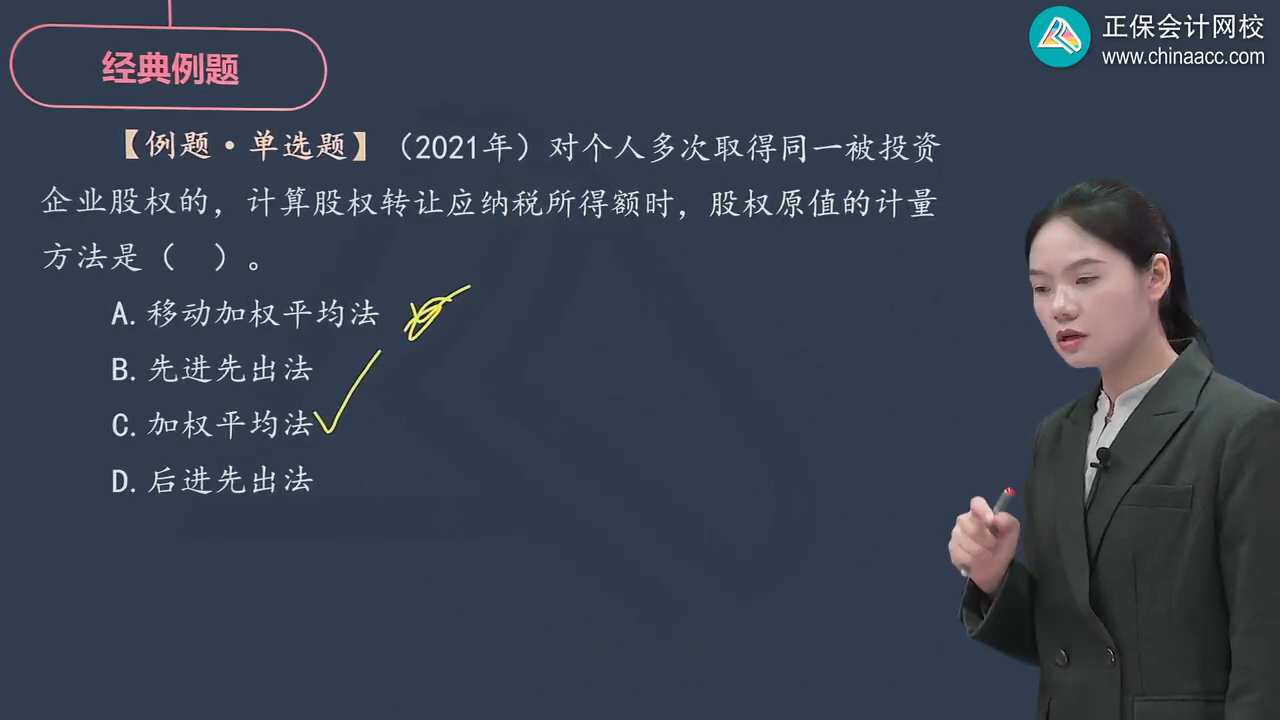 正保会计网校
www.chinaacc.com
经典例题
【例题·单选题】（2021年）对个人多次取得同一被投资
企业股权的，计算股权转让应纳税所得额时，股权原值的计量
方法是（ ）。
A.移动加权平均法
B.先进先出法
C.加权平均法
D.后进先出法